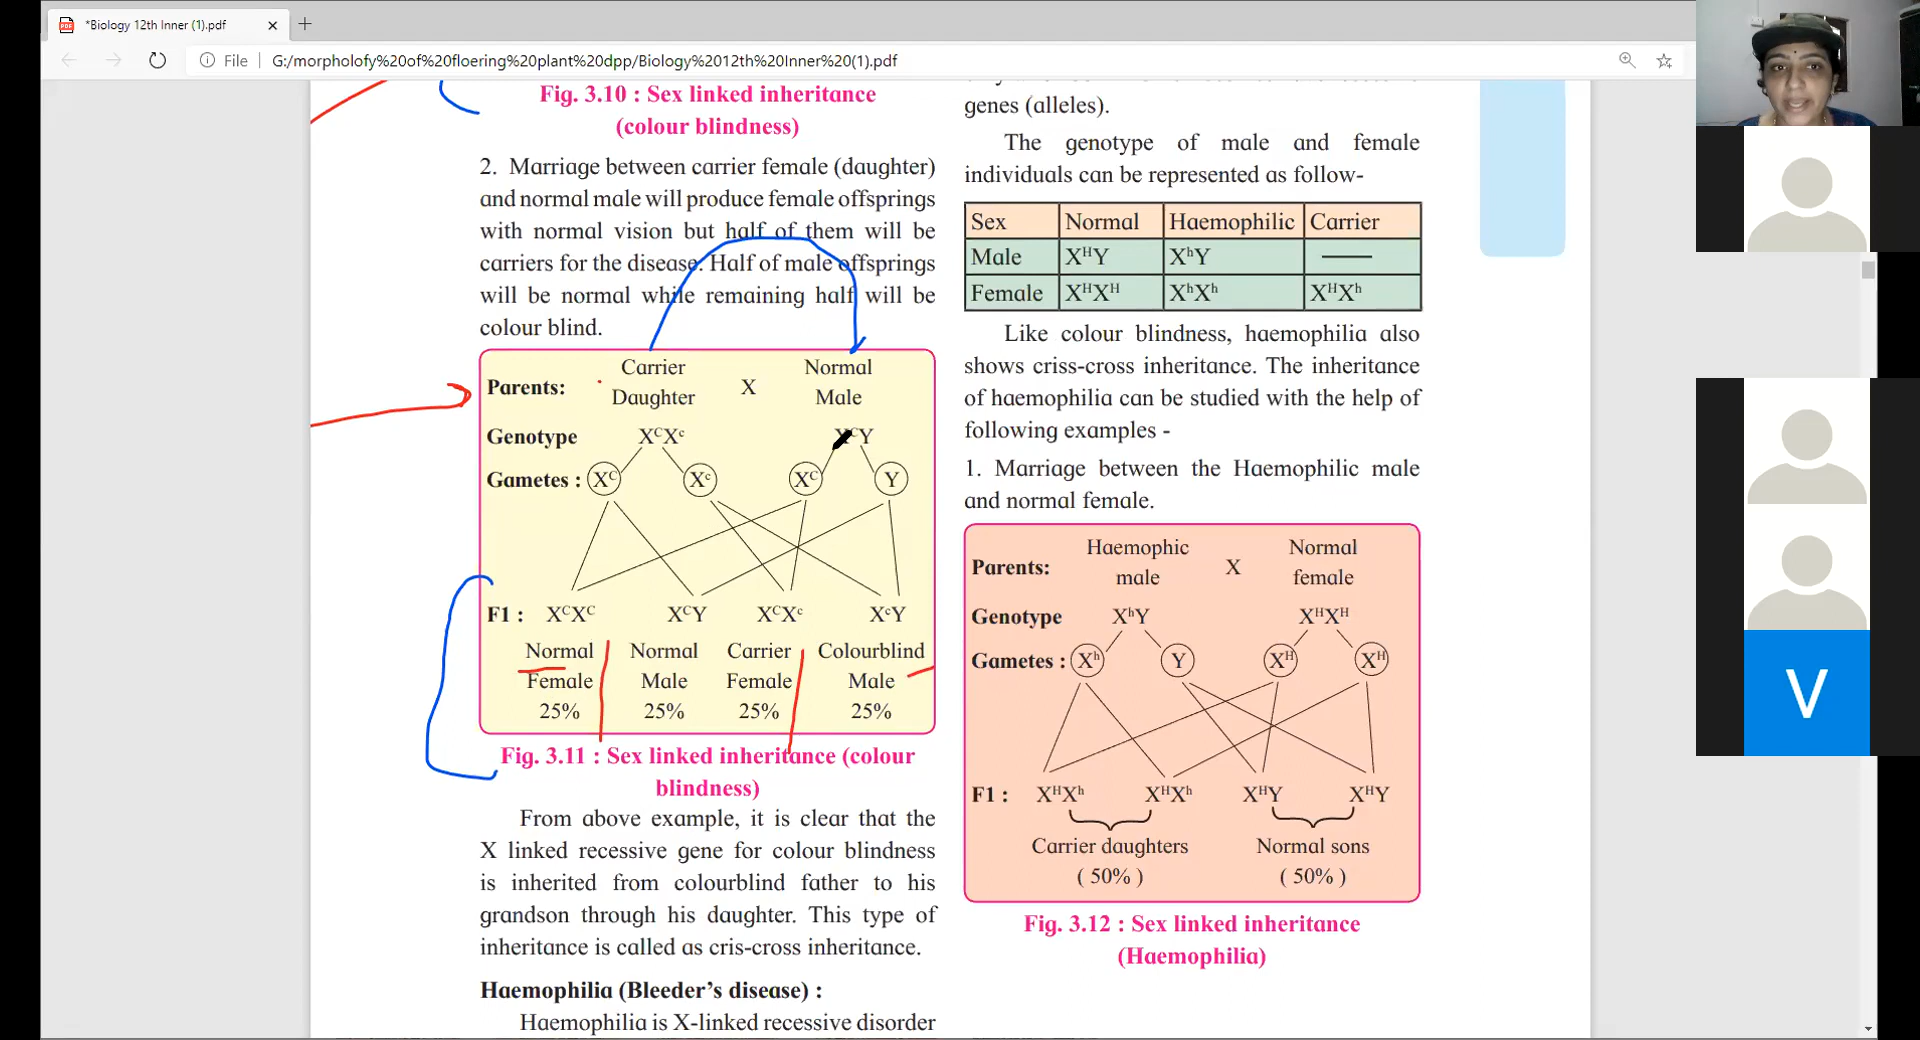 *Biology 12th Inner (1).pdf
File
G:/morpholofy%20of%20floering%20plant%20dpp/Biology%2012th%20Inner%20(1).pdf
Fig. 3.10 : Sex linked inheritance
(colour blindness)
2. Marriage between carrier female (daughter)
and normal male will produce female offsprings
with normal vision but half of them will be
carriers for the disease. Half of male offsprings
will be normal while remaining half will be
colour blind.
Parents: Carrier Daughter X Normal Male
Genotype XᶜXᶜ XᶜY
Gametes : Xᶜ Xᶜ Xᶜ Y
F1 : XᶜXᶜ XᶜY XᶜXᶜ XᶜY
Normal Normal Carrier Colourblind
Female Male Female Male
25% 25% 25% 25%
Fig. 3.11 : Sex linked inheritance (colour
blindness)
From above example, it is clear that the
X linked recessive gene for colour blindness
is inherited from colourblind father to his
grandson through his daughter. This type of
inheritance is called as cris-cross inheritance.
Haemophilia (Bleeder's disease) :
Haemophilia is X-linked recessive disorder
genes (alleles).
The genotype of male and female
individuals can be represented as follow-
Sex Normal Haemophilic Carrier
Male XᴴY XʰY ——
Female XᴴXᴴ XʰXʰ XᴴXʰ
Like colour blindness, haemophilia also
shows criss-cross inheritance. The inheritance
of haemophilia can be studied with the help of
following examples -
1. Marriage between the Haemophilic male
and normal female.
Parents: Haemophic male X Normal female
Genotype XʰY XᴴXᴴ
Gametes : Xʰ Y Xᴴ Xᴴ
F1 : XᴴXʰ XᴴXʰ XᴴY XᴴY
Carrier daughters Normal sons
( 50% ) ( 50% )
Fig. 3.12 : Sex linked inheritance
(Haemophilia)
V